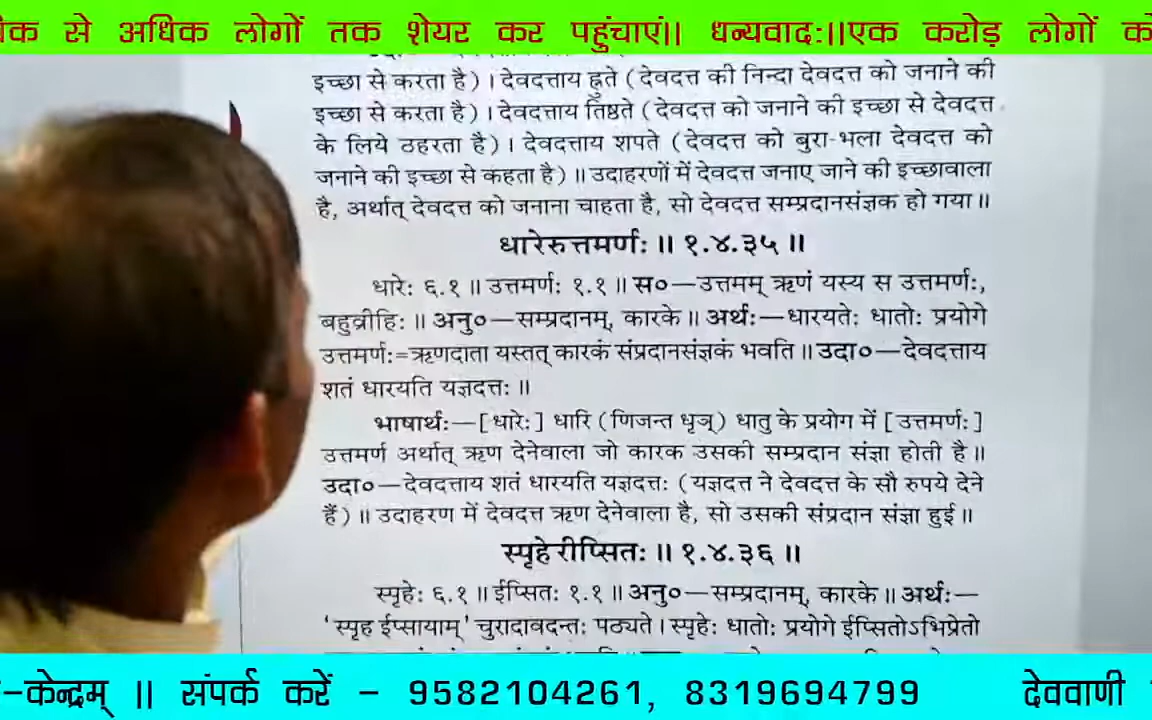 से अधिक लोगों तक शेयर कर पहुंचाएं॥ धन्यवाद:॥एक करोड़ लोगों
इच्छा से करता है) । देवदत्ताय ह्नुते (देवदत्त की निन्दा देवदत्त को जनाने की
इच्छा से करता है) । देवदत्ताय तिष्ठते (देवदत्त को जनाने की इच्छा से देवदत्त
के लिये ठहरता है) । देवदत्ताय शपते (देवदत्त को बुरा-भला देवदत्त को
जनाने की इच्छा से कहता है) ॥ उदाहरणों में देवदत्त जनाए जाने की इच्छावाला
है, अर्थात् देवदत्त को जनाना चाहता है, सो देवदत्त सम्प्रदानसंज्ञक हो गया ॥
धारेरुत्तमर्णः ॥ १.४.३५ ॥
धारेः ६.१ ॥ उत्तमर्णः १.१ ॥ स०—उत्तमम् ऋणं यस्य स उत्तमर्णः,
बहुव्रीहिः ॥ अनु०—सम्प्रदानम्, कारके ॥ अर्थः—धारयतेः धातोः प्रयोगे
उत्तमर्णः=ऋणदाता यस्तत् कारकं संप्रदानसंज्ञकं भवति ॥ उदा०—देवदत्ताय
शतं धारयति यज्ञदत्तः ॥
भाषार्थः—[धारेः] धारि (णिजन्त धृञ्) धातु के प्रयोग में [उत्तमर्णः]
उत्तमर्ण अर्थात् ऋण देनेवाला जो कारक उसकी सम्प्रदान संज्ञा होती है ॥
उदा०—देवदत्ताय शतं धारयति यज्ञदत्तः (यज्ञदत्त ने देवदत्त के सौ रुपये देने
हैं) ॥ उदाहरण में देवदत्त ऋण देनेवाला है, सो उसकी संप्रदान संज्ञा हुई ॥
स्पृहेरीप्सितः ॥ १.४.३६ ॥
स्पृहेः ६.१ ॥ ईप्सितः १.१ ॥ अनु०—सम्प्रदानम्, कारके ॥ अर्थः—
'स्पृह ईप्सायाम्' चुरादावदन्तः पठ्यते । स्पृहेः धातोः प्रयोगे ईप्सितोऽभिप्रेतो
-केन्द्रम् ॥ संपर्क करें - 9582104261, 8319694799 देववाणी